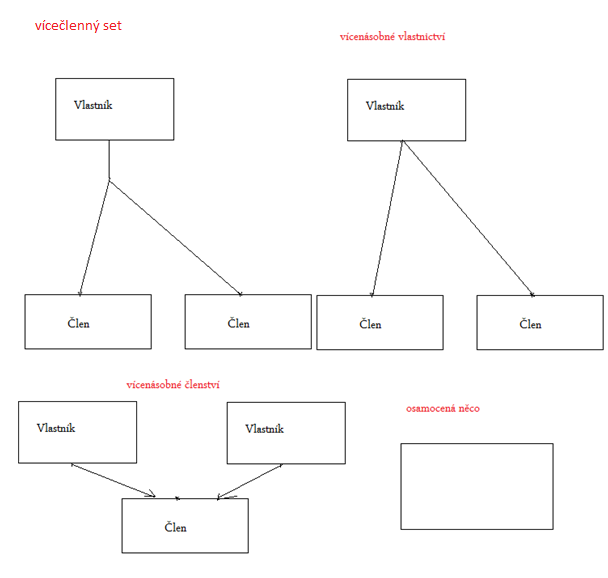 vícečlenný set
vícenásobné vlastnictví
Vlastník
Vlastník
Člen
Člen
Člen
Člen
vícenásobné členství
osamocená něco
Vlastník
Vlastník
Člen